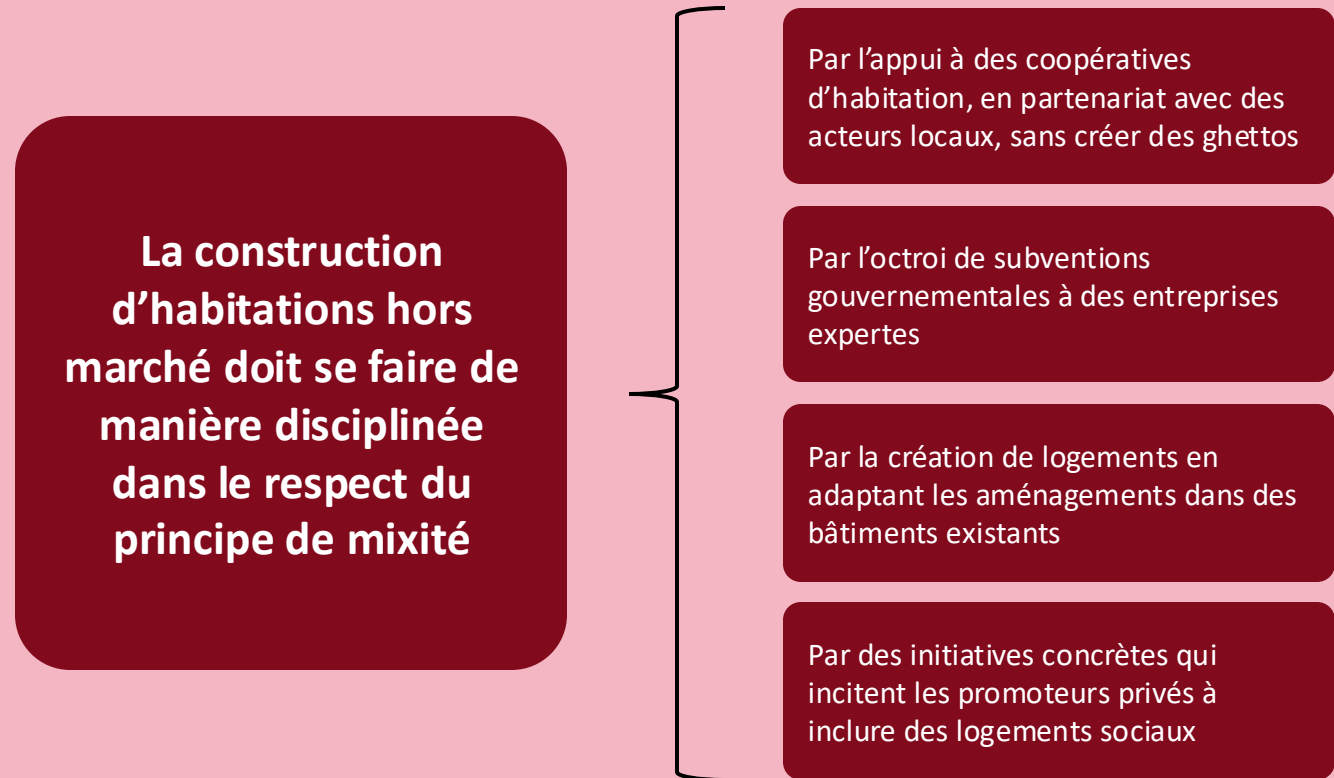 La construction
d’habitations hors
marché doit se faire de
manière disciplinée
dans le respect du
principe de mixité
Par l’appui à des coopératives
d’habitation, en partenariat avec des
acteurs locaux, sans créer des ghettos
Par l’octroi de subventions
gouvernementales à des entreprises
expertes
Par la création de logements en
adaptant les aménagements dans des
bâtiments existants
Par des initiatives concrètes qui
incitent les promoteurs privés à
inclure des logements sociaux